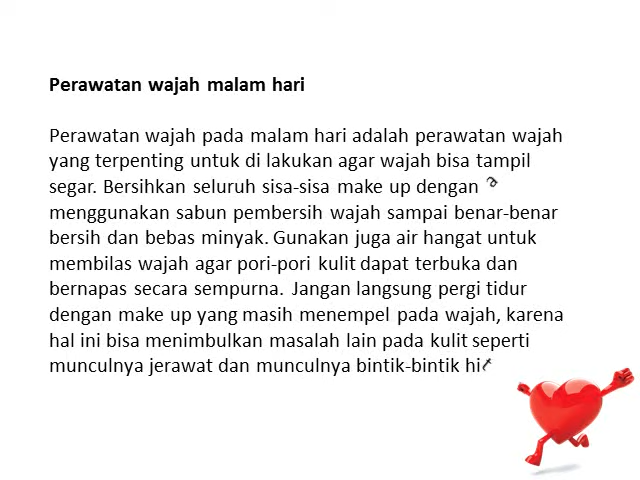 Perawatan wajah malam hari
Perawatan wajah pada malam hari adalah perawatan wajah
yang terpenting untuk di lakukan agar wajah bisa tampil
segar. Bersihkan seluruh sisa-sisa make up dengan
menggunakan sabun pembersih wajah sampai benar-benar
bersih dan bebas minyak. Gunakan juga air hangat untuk
membilas wajah agar pori-pori kulit dapat terbuka dan
bernapas secara sempurna. Jangan langsung pergi tidur
dengan make up yang masih menempel pada wajah, karena
hal ini bisa menimbulkan masalah lain pada kulit seperti
munculnya jerawat dan munculnya bintik-bintik